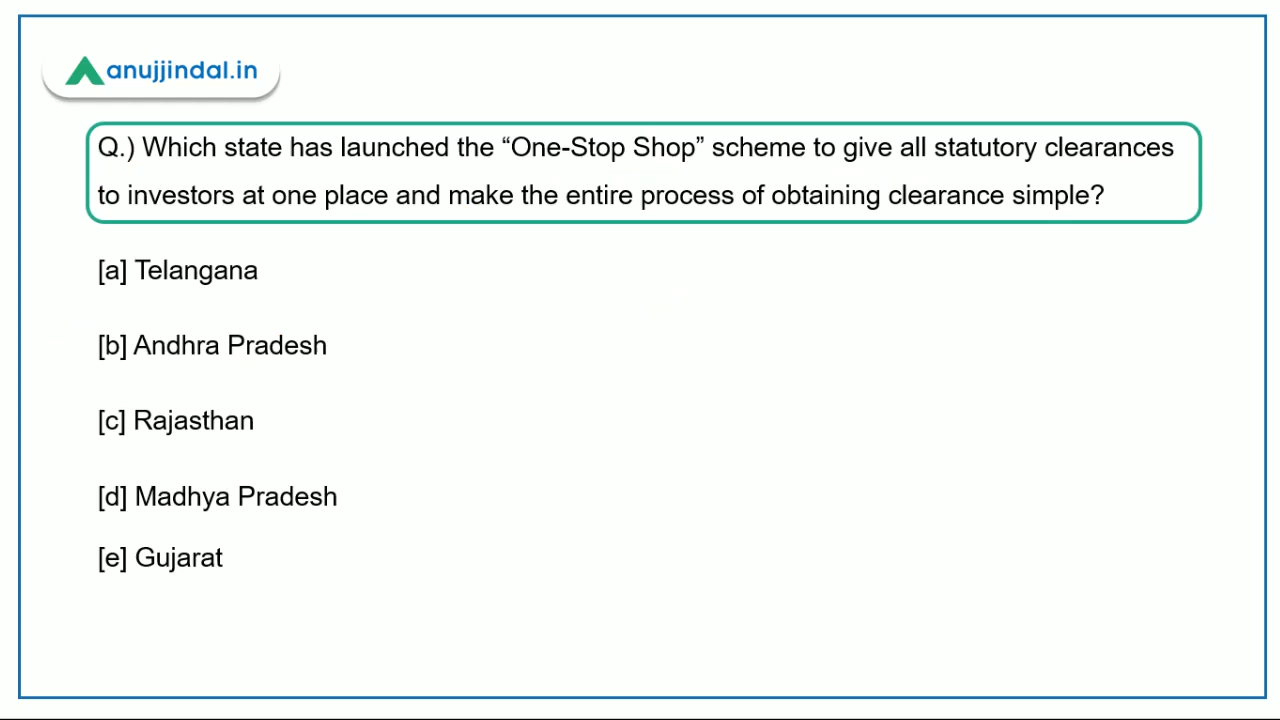 anujjindal.in
Q.) Which state has launched the “One-Stop Shop” scheme to give all statutory clearances
to investors at one place and make the entire process of obtaining clearance simple?
[a] Telangana
[b] Andhra Pradesh
[c] Rajasthan
[d] Madhya Pradesh
[e] Gujarat